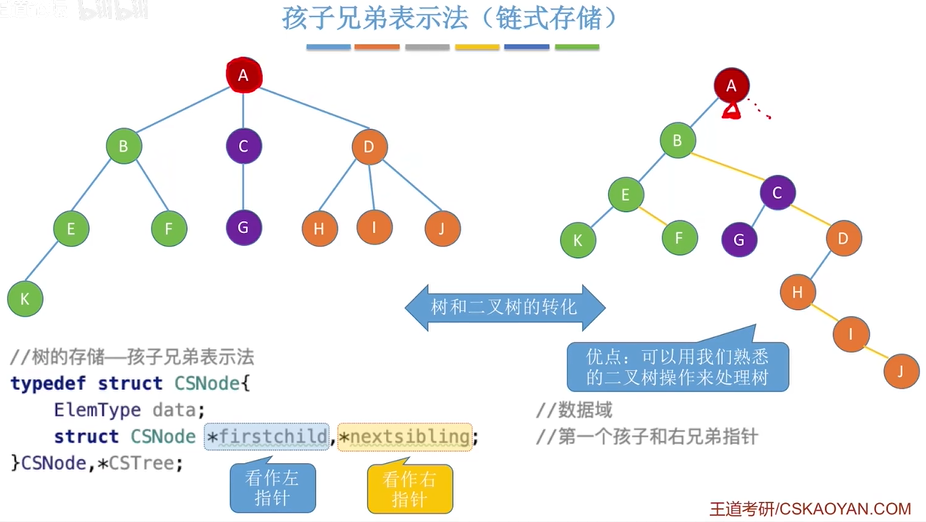 bilibili
孩子兄弟表示法（链式存储）
A
B
C
D
E
F
G
H
I
J
K
A
B
C
E
D
K
F
G
H
I
J
树和二叉树的转化
优点：可以用我们熟悉
的二叉树操作来处理树
//树的存储——孩子兄弟表示法
typedef struct CSNode{
ElemType data; //数据域
struct CSNode *firstchild,*nextsibling; //第一个孩子和右兄弟指针
}CSNode,*CSTree;
看作左
指针
看作右
指针
王道考研/CSKAOYAN.COM